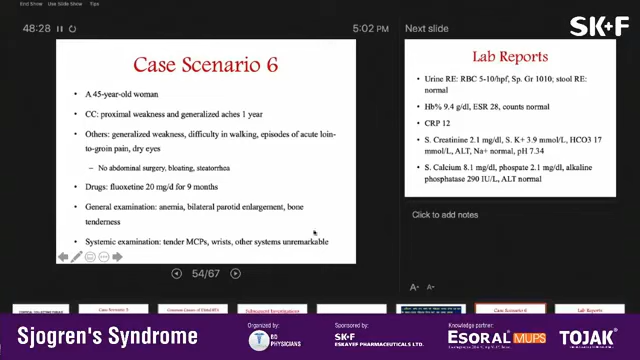 End Show Use Slide Show Tips
48:28
5:02 PM
Next slide
SK+F
Case Scenario 6
• A 45-year-old woman
• CC: proximal weakness and generalized aches 1 year
• Others: generalized weakness, difficulty in walking, episodes of acute loin-
to-groin pain, dry eyes
– No abdominal surgery, bloating, steatorrhea
• Drugs: fluoxetine 20 mg/d for 9 months
• General examination: anemia, bilateral parotid enlargement, bone
tenderness
• Systemic examination: tender MCPs, wrists, other systems unremarkable
54/67
Lab Reports
• Urine RE: RBC 5-10/hpf, Sp. Gr 1010; stool RE:
normal
• Hb% 9.4 g/dl, ESR 28, counts normal
• CRP 12
• S. Creatinine 2.1 mg/dl, S. K+ 3.9 mmol/L, HCO3 17
mmol/L, ALT, Na+ normal, pH 7.34
• S. Calcium 8.1 mg/dl, phospate 2.1 mg/dl, alkaline
phosphatase 290 IU/L, ALT normal
Click to add notes
Case Scenario 5
Subsequent Investigations
Case Scenario 6
Lab Reports
Sjogren's Syndrome
Organized by:
BD
PHYSICIANS
Sponsored by:
SK+F
ESKAYEF PHARMACEUTICALS LTD.
Knowledge partner:
ESORAL MUPS
TOJAK